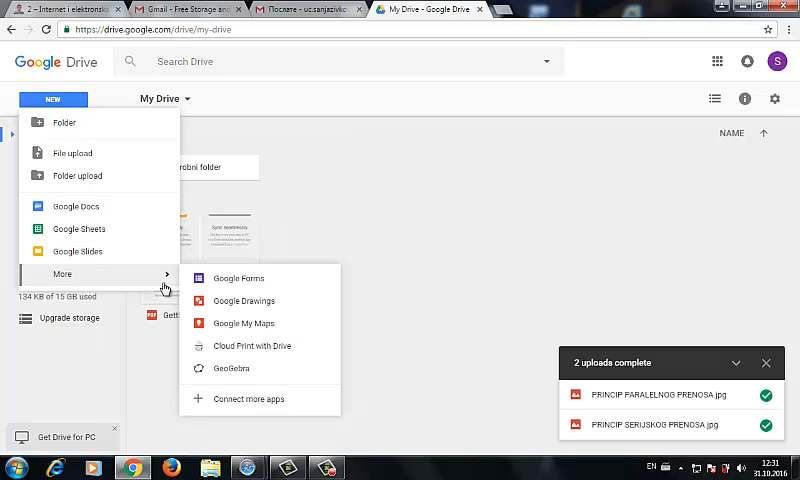 2 – Internet i elektronska
Gmail - Free Storage and
Послате - uc.sanjazivko
My Drive - Google Drive
https://drive.google.com/drive/my-drive
Google Drive
Search Drive
S
NEW
My Drive
NAME
Folder
File upload
Folder upload
robni folder
Google Docs
Google Sheets
Google Slides
Sync seamlessly
More
Google Forms
Google Drawings
Google My Maps
Cloud Print with Drive
GeoGebra
Connect more apps
134 KB of 15 GB used
Upgrade storage
PDF
Gett
Get Drive for PC
2 uploads complete
PRINCIP PARALELNOG PRENOSA.jpg
PRINCIP SERIJSKOG PRENOSA.jpg
EN
12:31
31.10.2016